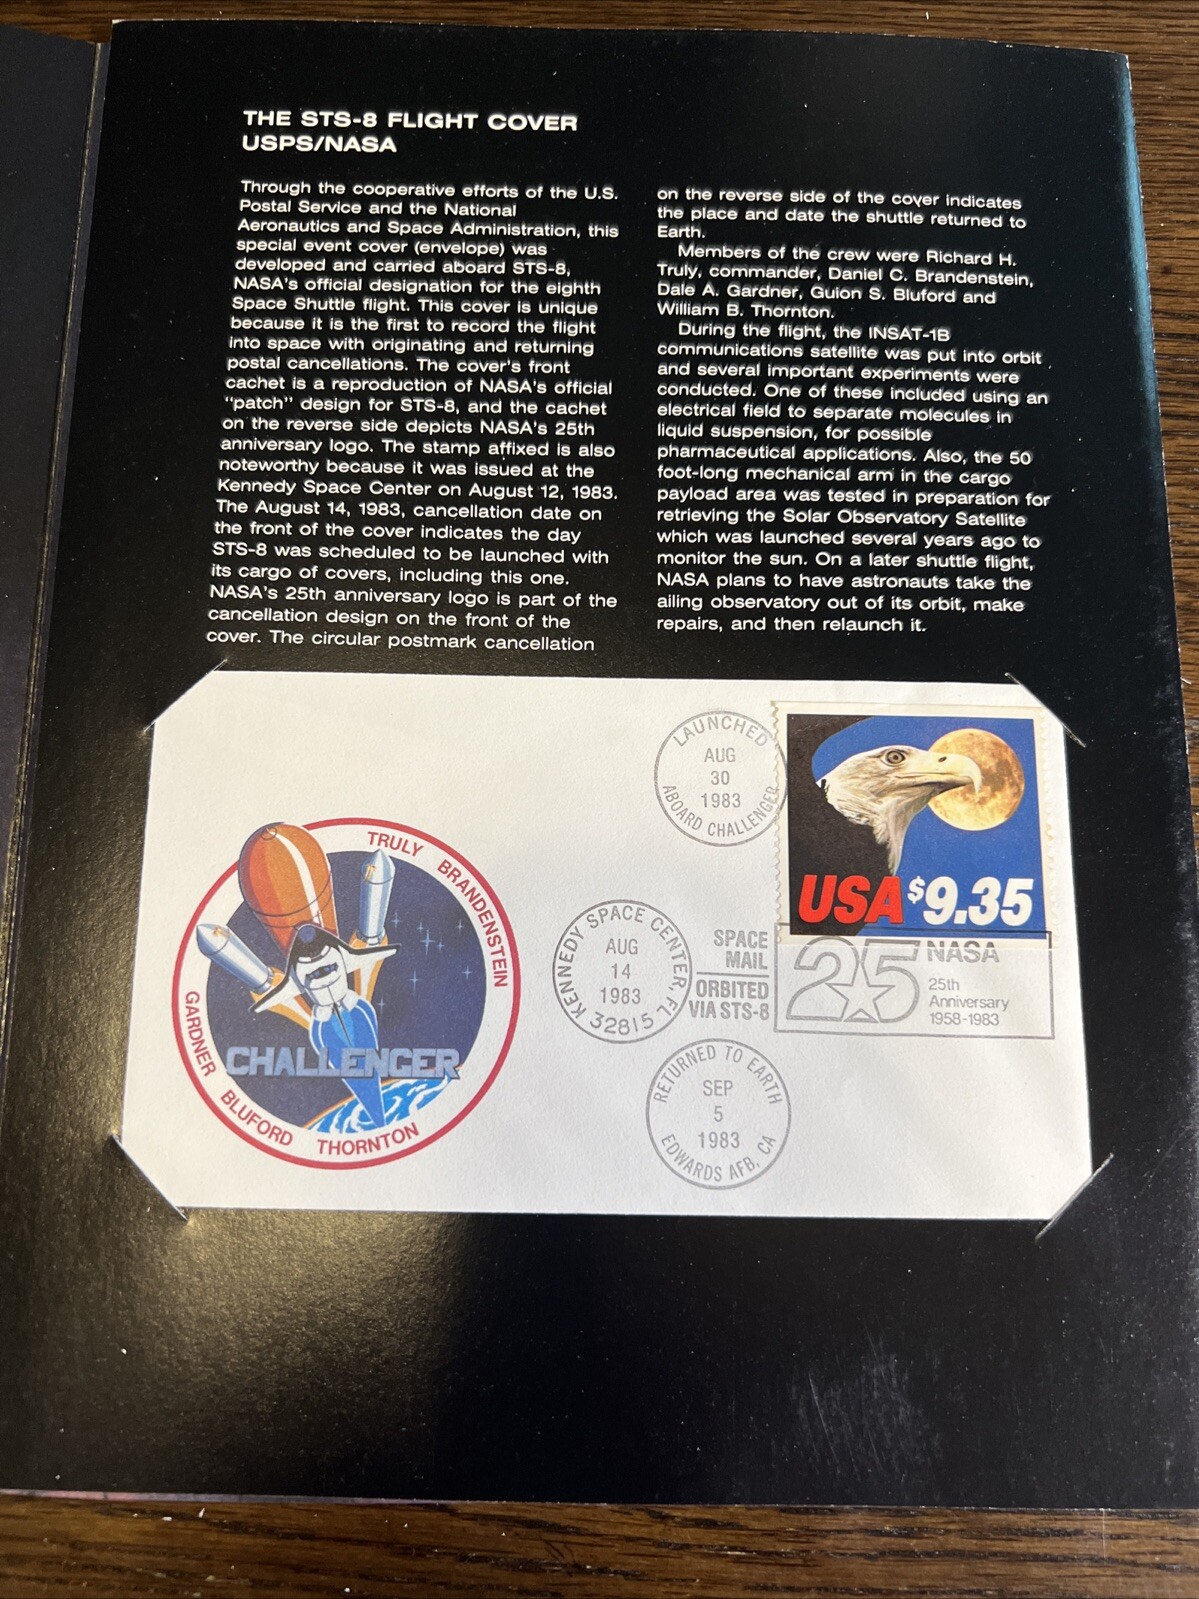 THE STS-8 FLIGHT COVER
USPS/NASA
Through the cooperative efforts of the U.S.
Postal Service and the National
Aeronautics and Space Administration, this
special event cover (envelope) was
developed and carried aboard STS-8,
NASA's official designation for the eighth
Space Shuttle flight. This cover is unique
because it is the first to record the flight
into space with originating and returning
postal cancellations. The cover's front
cachet is a reproduction of NASA's official
"patch" design for STS-8, and the cachet
on the reverse side depicts NASA's 25th
anniversary logo. The stamp affixed is also
noteworthy because it was issued at the
Kennedy Space Center on August 12, 1983.
The August 14, 1983, cancellation date on
the front of the cover indicates the day
STS-8 was scheduled to be launched with
its cargo of covers, including this one.
NASA's 25th anniversary logo is part of the
cancellation design on the front of the
cover. The circular postmark cancellation
on the reverse side of the cover indicates
the place and date the shuttle returned to
Earth.
Members of the crew were Richard H.
Truly, commander, Daniel C. Brandenstein,
Dale A. Gardner, Guion S. Bluford and
William B. Thornton.
During the flight, the INSAT-1B
communications satellite was put into orbit
and several important experiments were
conducted. One of these included using an
electrical field to separate molecules in
liquid suspension, for possible
pharmaceutical applications. Also, the 50
foot-long mechanical arm in the cargo
payload area was tested in preparation for
retrieving the Solar Observatory Satellite
which was launched several years ago to
monitor the sun. On a later shuttle flight,
NASA plans to have astronauts take the
ailing observatory out of its orbit, make
repairs, and then relaunch it.
LAUNCHED
AUG
30
1983
ABOARD CHALLENGER
USA $9.35
TRULY BRANDENSTEIN
GARDNER BLUFORD THORNTON
CHALLENGER
KENNEDY SPACE CENTER, FL
AUG
14
1983
32815
SPACE
MAIL
ORBITED
VIA STS-8
25
NASA
25th
Anniversary
1958-1983
RETURNED TO EARTH
SEP
5
1983
EDWARDS AFB, CA